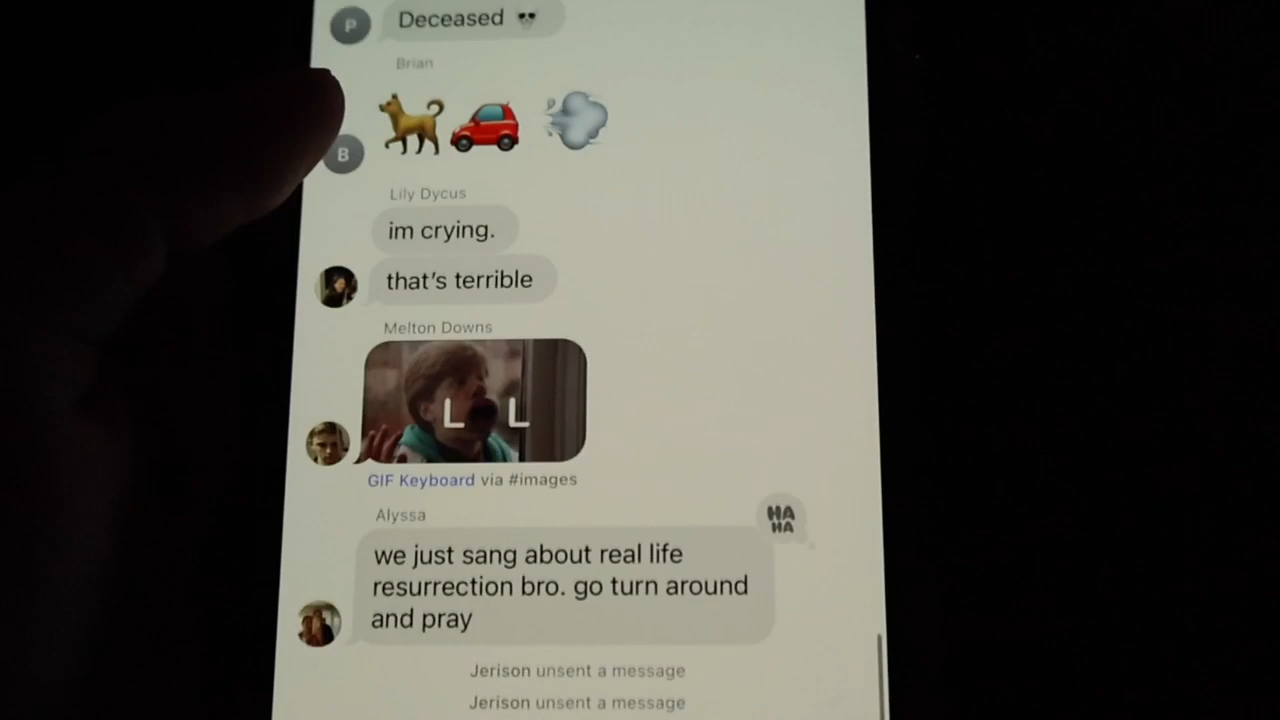 P
Deceased 💀
Brian
🐕🚗 💨
B
Lily Dycus
im crying.
that's terrible
Melton Downs
L L
GIF Keyboard via #images
Alyssa
HA
HA
we just sang about real life
resurrection bro. go turn around
and pray
Jerison unsent a message
Jerison unsent a message